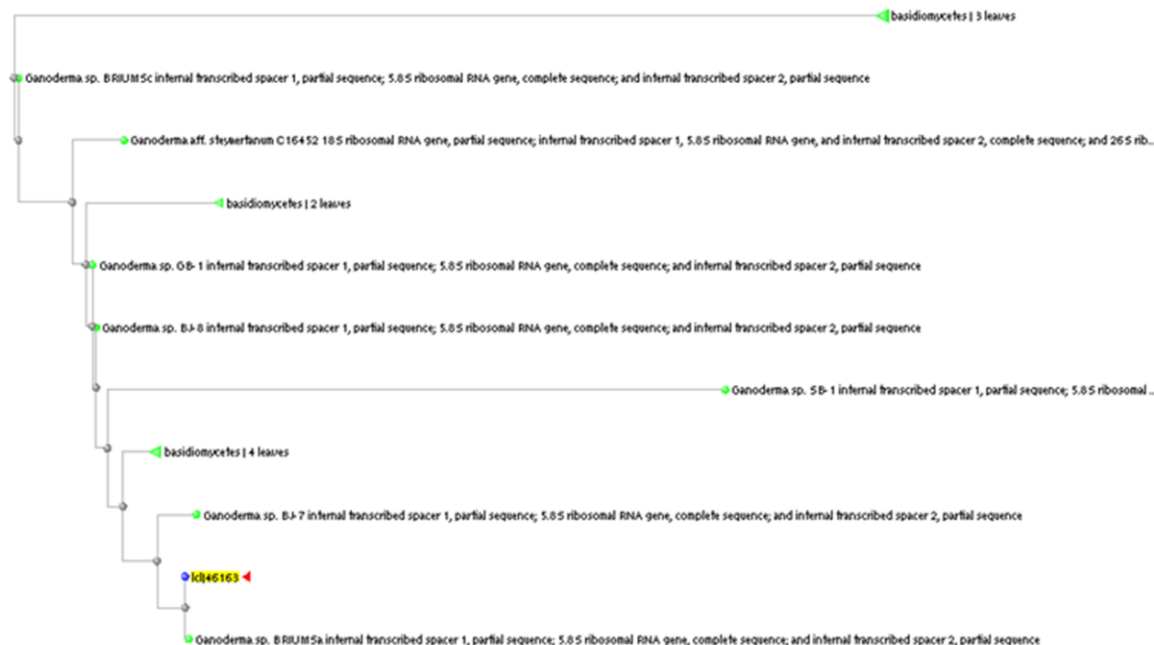 basidiomycetes | 3 leaves
Ganoderma sp. BRIUMSc internal transcribed spacer 1, partial sequence; 5.8S ribosomal RNA gene, complete sequence; and internal transcribed spacer 2, partial sequence
Ganoderma aff. steyaertanum C16452 18S ribosomal RNA gene, partial sequence; internal transcribed spacer 1, 5.8S ribosomal RNA gene, and internal transcribed spacer 2, complete sequence; and 26S rib...
basidiomycetes | 2 leaves
Ganoderma sp. GB-1 internal transcribed spacer 1, partial sequence; 5.8S ribosomal RNA gene, complete sequence; and internal transcribed spacer 2, partial sequence
Ganoderma sp. BJ-8 internal transcribed spacer 1, partial sequence; 5.8S ribosomal RNA gene, complete sequence; and internal transcribed spacer 2, partial sequence
Ganoderma sp. SB-1 internal transcribed spacer 1, partial sequence; 5.8S ribosomal ...
basidiomycetes | 4 leaves
Ganoderma sp. BJ-7 internal transcribed spacer 1, partial sequence; 5.8S ribosomal RNA gene, complete sequence; and internal transcribed spacer 2, partial sequence
lcl|46163
Ganoderma sp. BRIUMSa internal transcribed spacer 1, partial sequence; 5.8S ribosomal RNA gene, complete sequence; and internal transcribed spacer 2, partial sequence